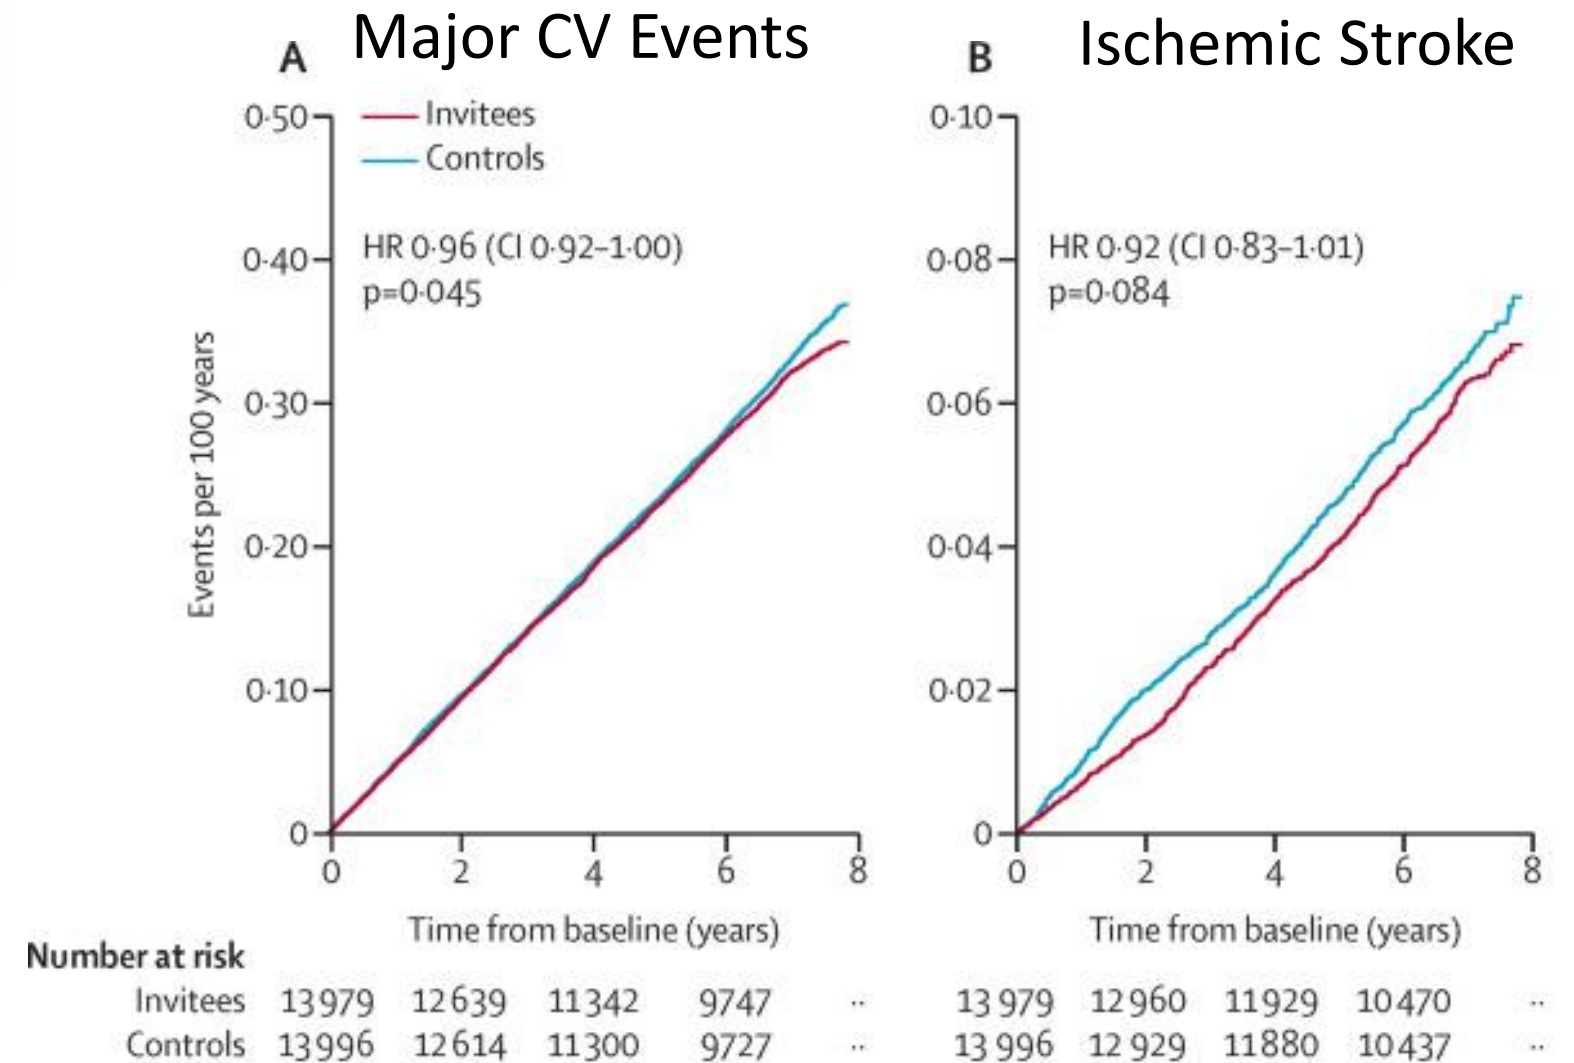 A Major CV Events
0·50
Invitees
Controls
0·40
HR 0·96 (CI 0·92–1·00)
p=0·045
0·30
0·20
0·10
0
Events per 100 years
0 2 4 6 8
Time from baseline (years)
B Ischemic Stroke
0·10
0·08
HR 0·92 (CI 0·83–1·01)
p=0·084
0·06
0·04
0·02
0
0 2 4 6 8
Time from baseline (years)
Number at risk
Invitees 13979 12639 11342 9747 ·· 13979 12960 11929 10470 ··
Controls 13996 12614 11300 9727 ·· 13996 12929 11880 10437 ··